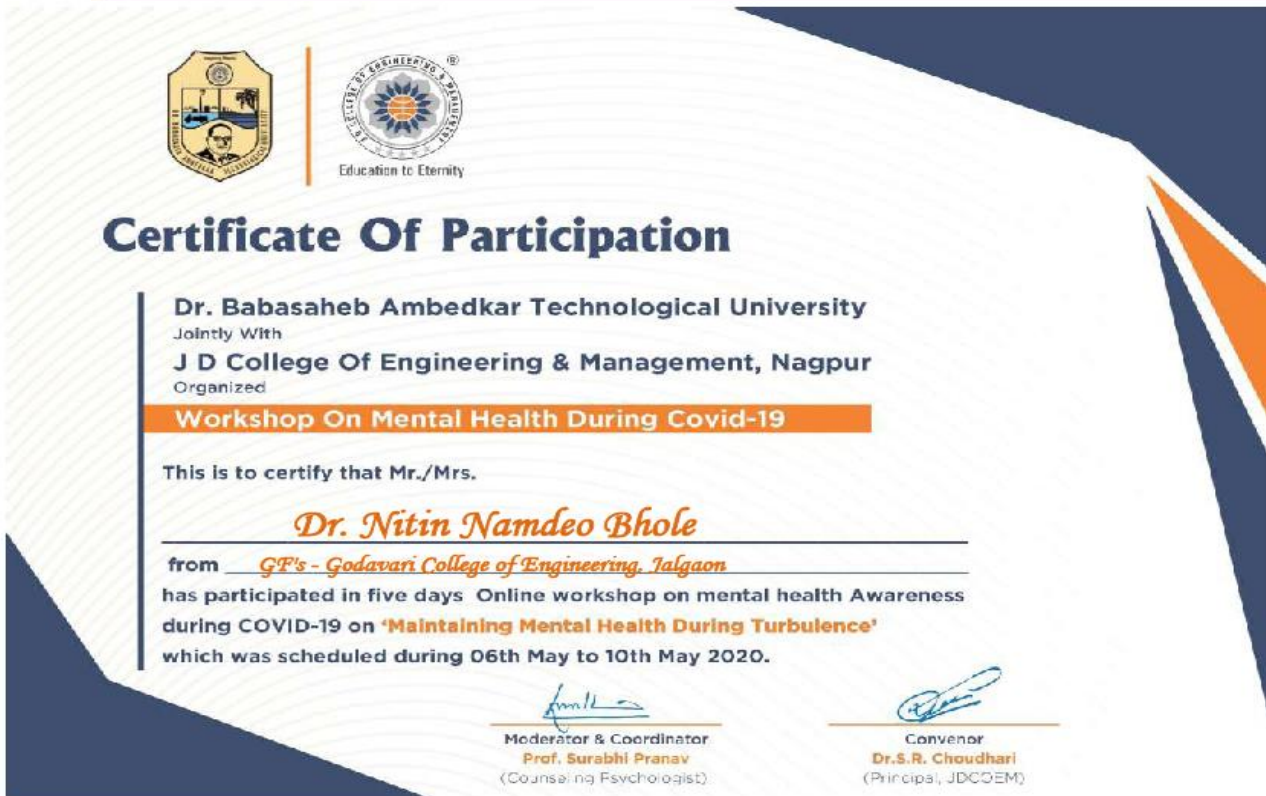 J D COLLEGE OF ENGINEERING & MANAGEMENT
®
Education to Eternity
Certificate Of Participation
Dr. Babasaheb Ambedkar Technological University
Jointly With
J D College Of Engineering & Management, Nagpur
Organized
Workshop On Mental Health During Covid-19
This is to certify that Mr./Mrs.
Dr. Nitin Namdeo Bhole
from GF's - Godavari College of Engineering, Jalgaon
has participated in five days Online workshop on mental health Awareness
during COVID-19 on ‘Maintaining Mental Health During Turbulence’
which was scheduled during 06th May to 10th May 2020.
Moderator & Coordinator
Prof. Surabhi Pranav
(Counseling Psychologist)
Convenor
Dr.S.R. Choudhari
(Principal, JDCOEM)